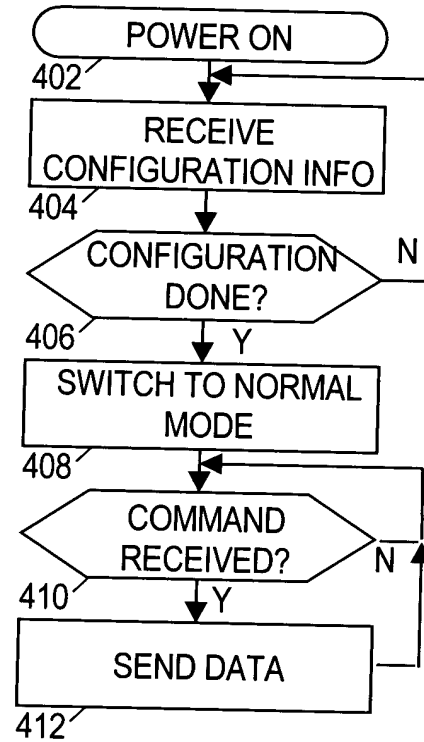 POWER ON
402
RECEIVE
CONFIGURATION INFO
404
CONFIGURATION
DONE?
N
406
Y
SWITCH TO NORMAL
MODE
408
COMMAND
RECEIVED?
N
410
Y
SEND DATA
412